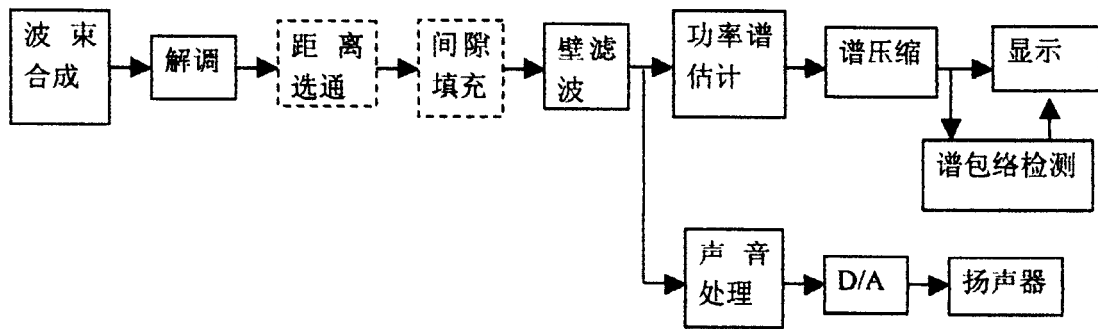 波束
合成
解调
距离
选通
间隙
填充
壁滤
波
功率谱
估计
谱压缩
显示
谱包络检测
声音
处理
D/A
扬声器